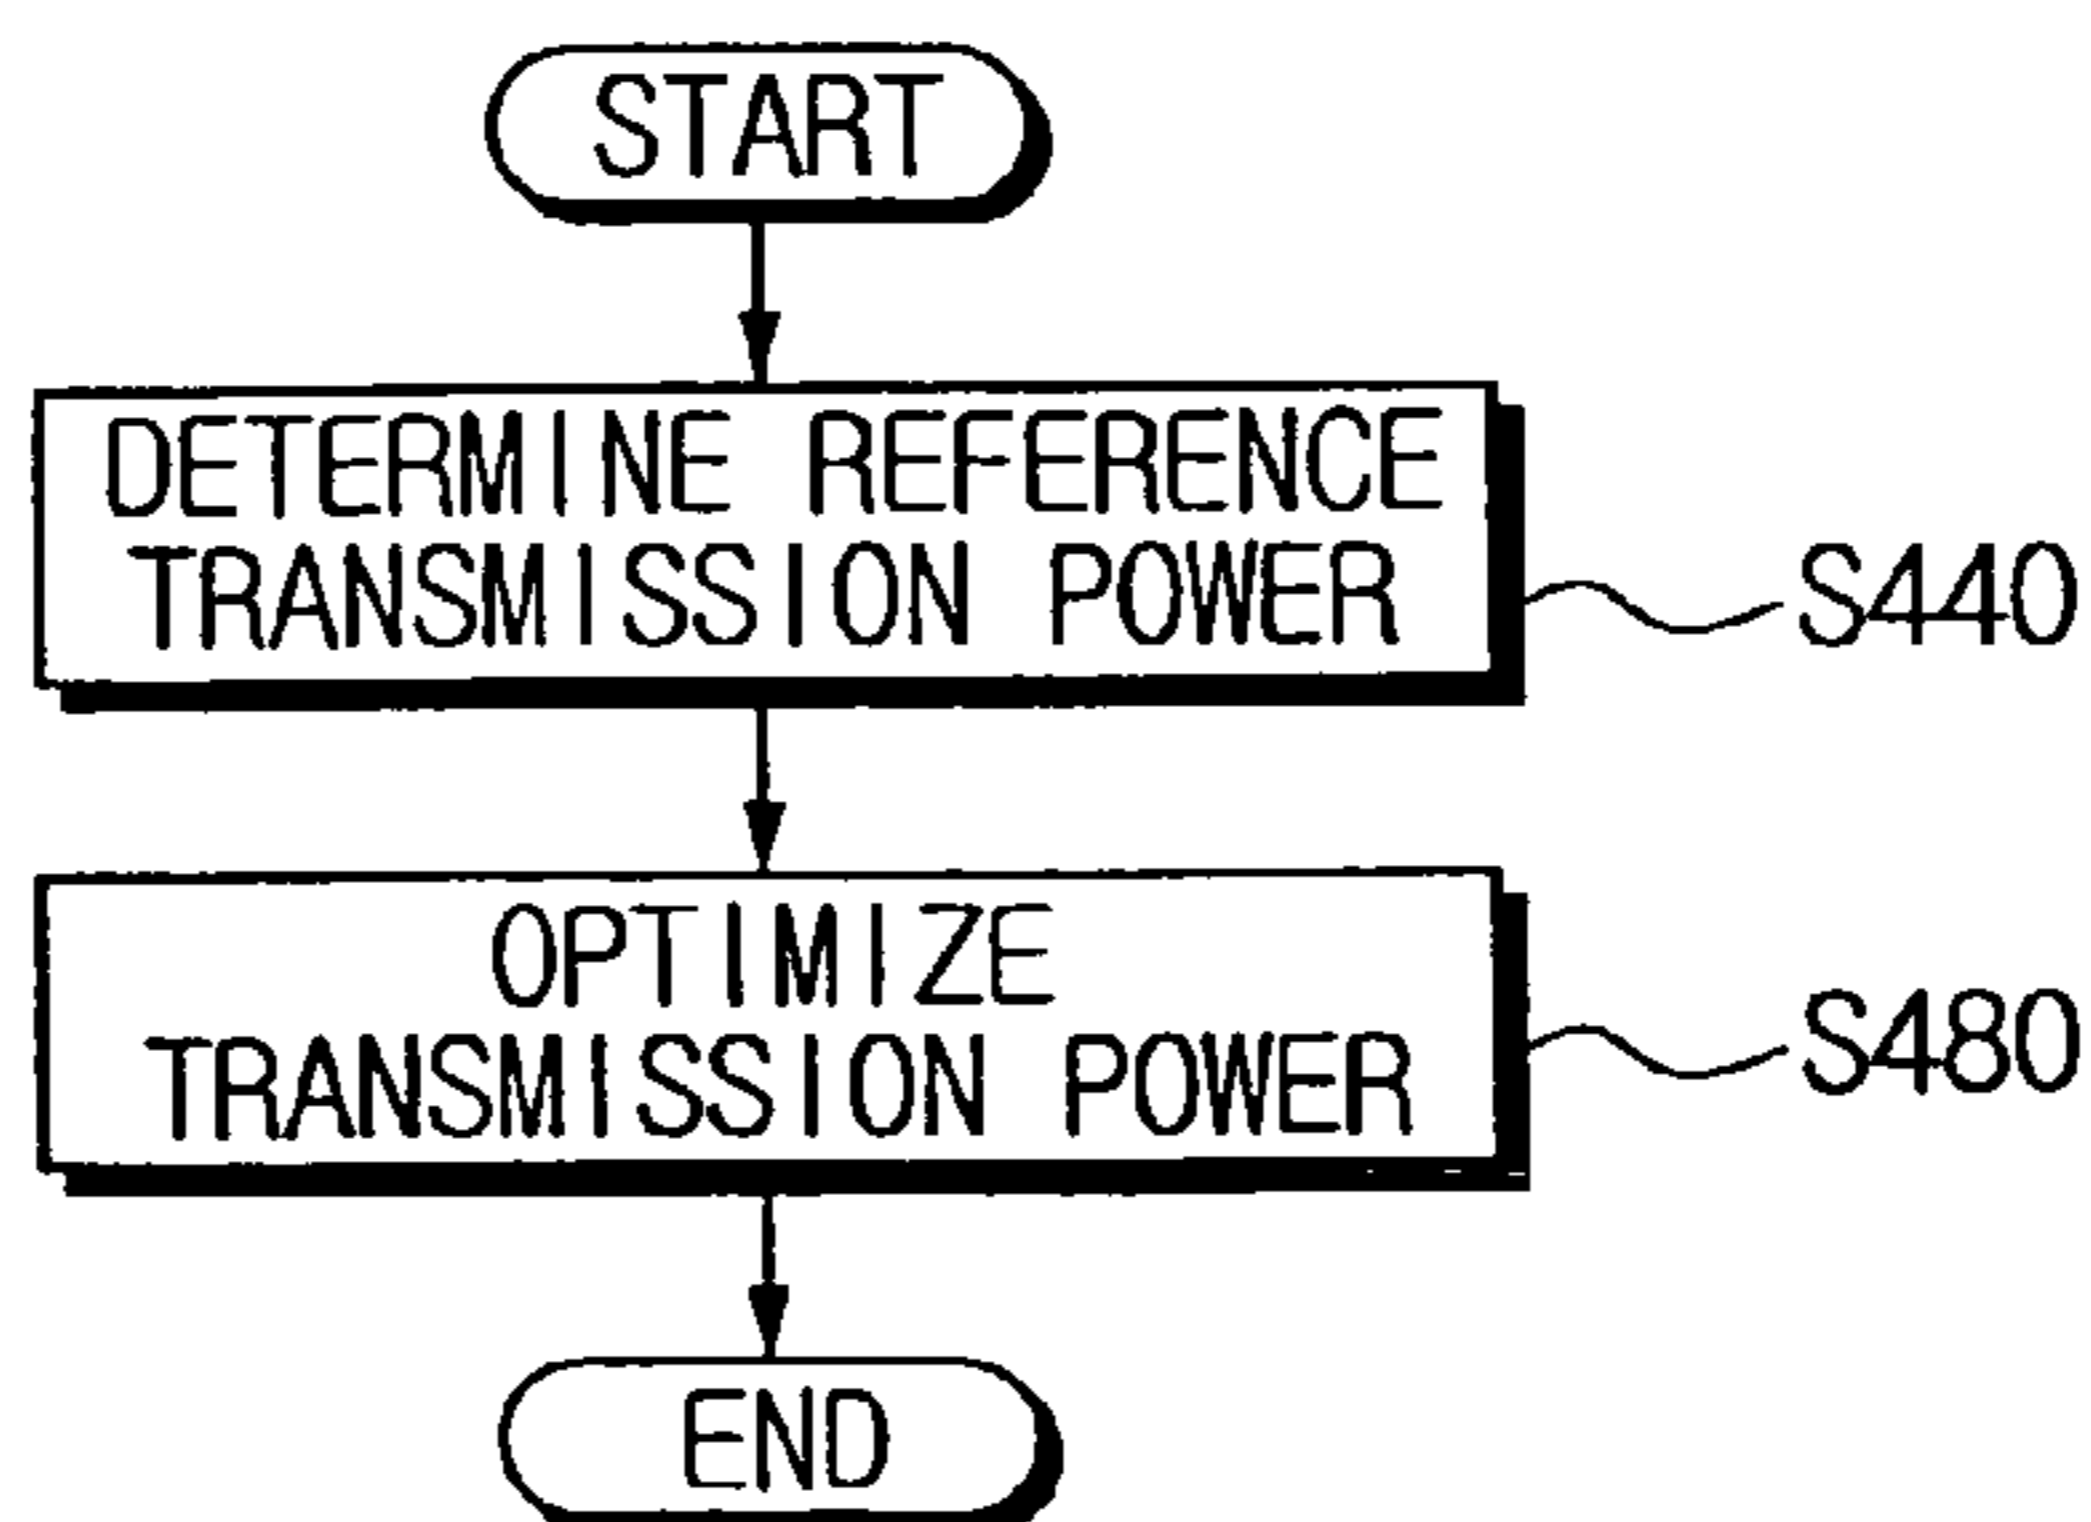 START
DETERMINE REFERENCE
TRANSMISSION POWER
S440
OPTIMIZE
TRANSMISSION POWER
S480
END